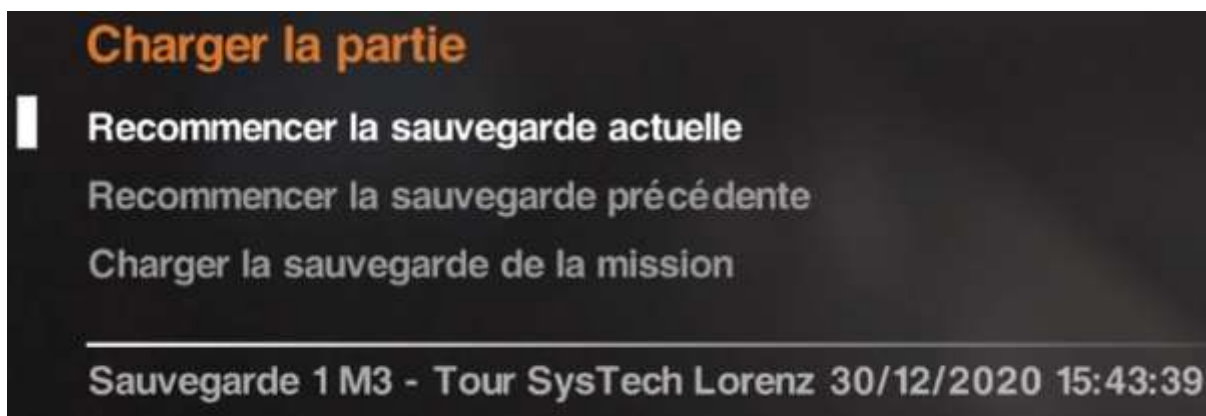 Charger la partie
Recommencer la sauvegarde actuelle
Recommencer la sauvegarde précédente
Charger la sauvegarde de la mission
Sauvegarde 1 M3 - Tour SysTech Lorenz 30/12/2020 15:43:39